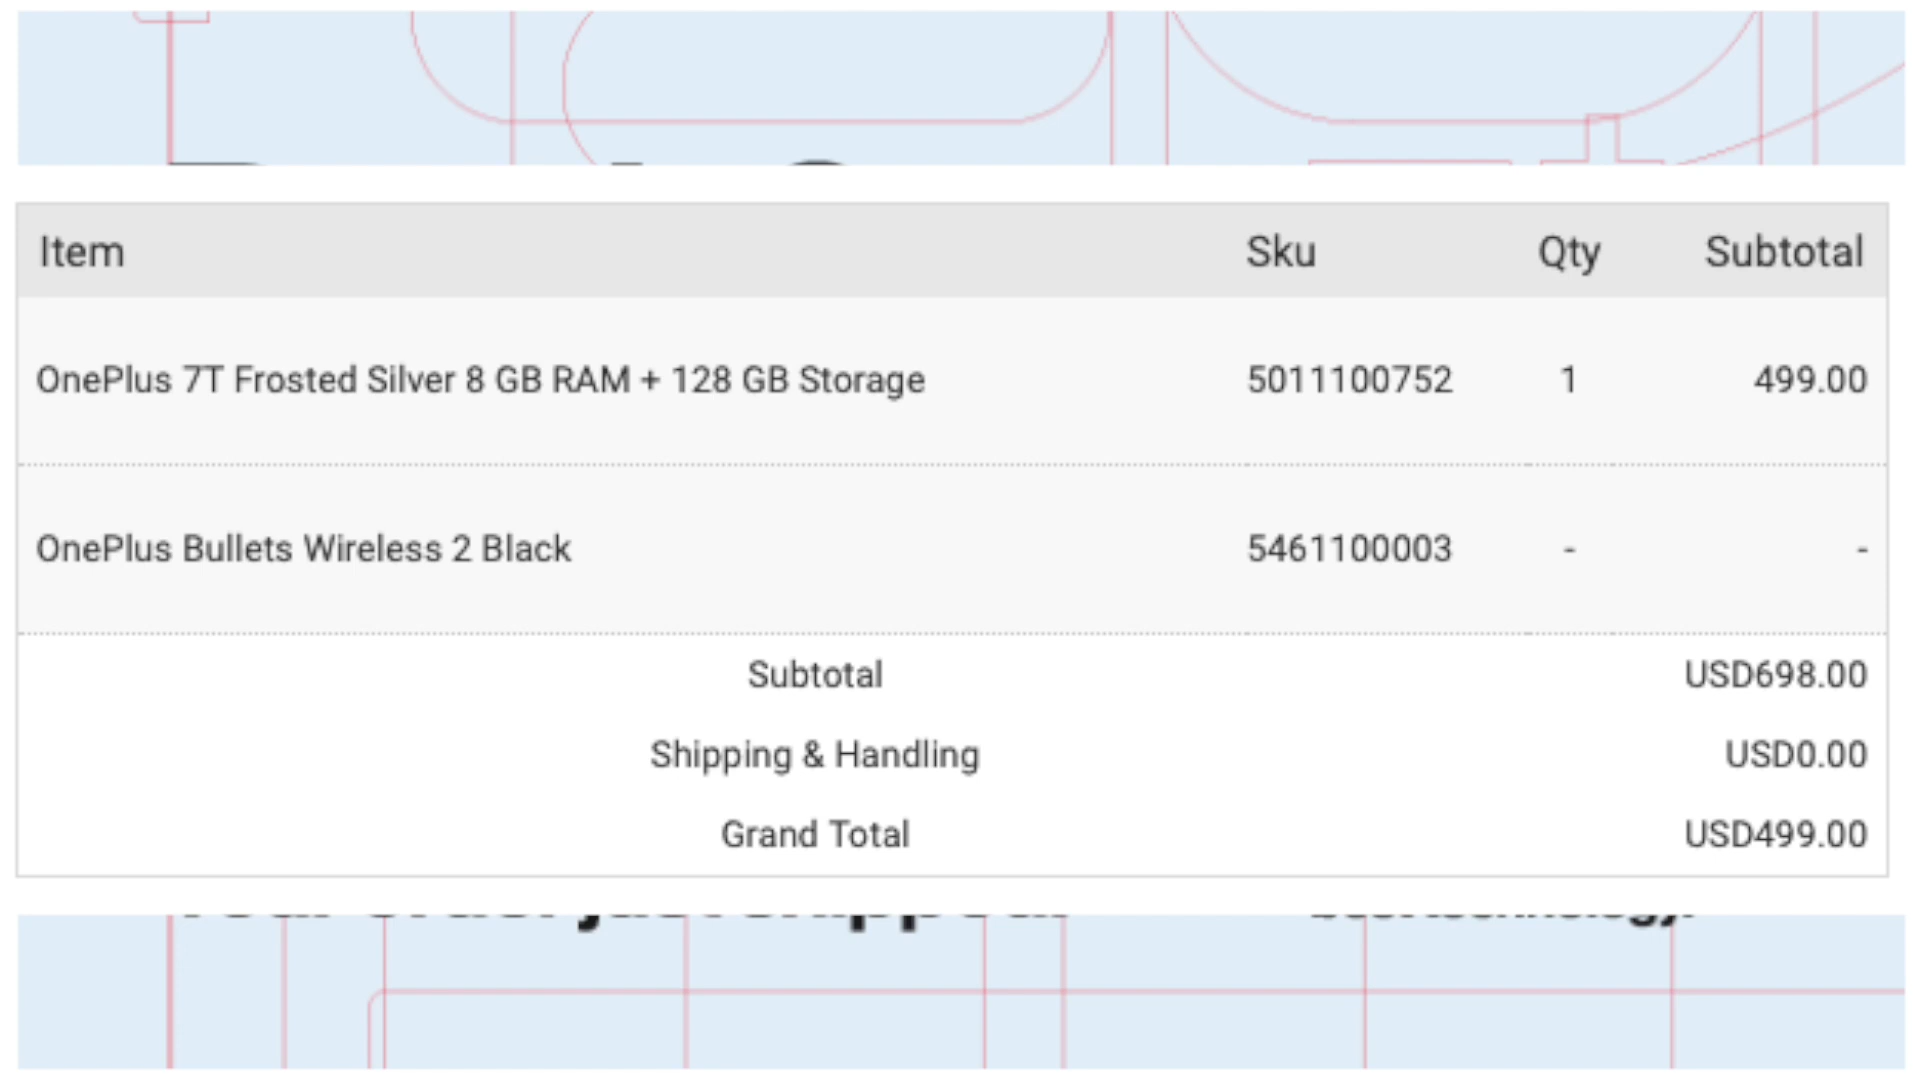 Item Sku Qty Subtotal
OnePlus 7T Frosted Silver 8 GB RAM + 128 GB Storage 5011100752 1 499.00
OnePlus Bullets Wireless 2 Black 5461100003 - -
Subtotal USD698.00
Shipping & Handling USD0.00
Grand Total USD499.00